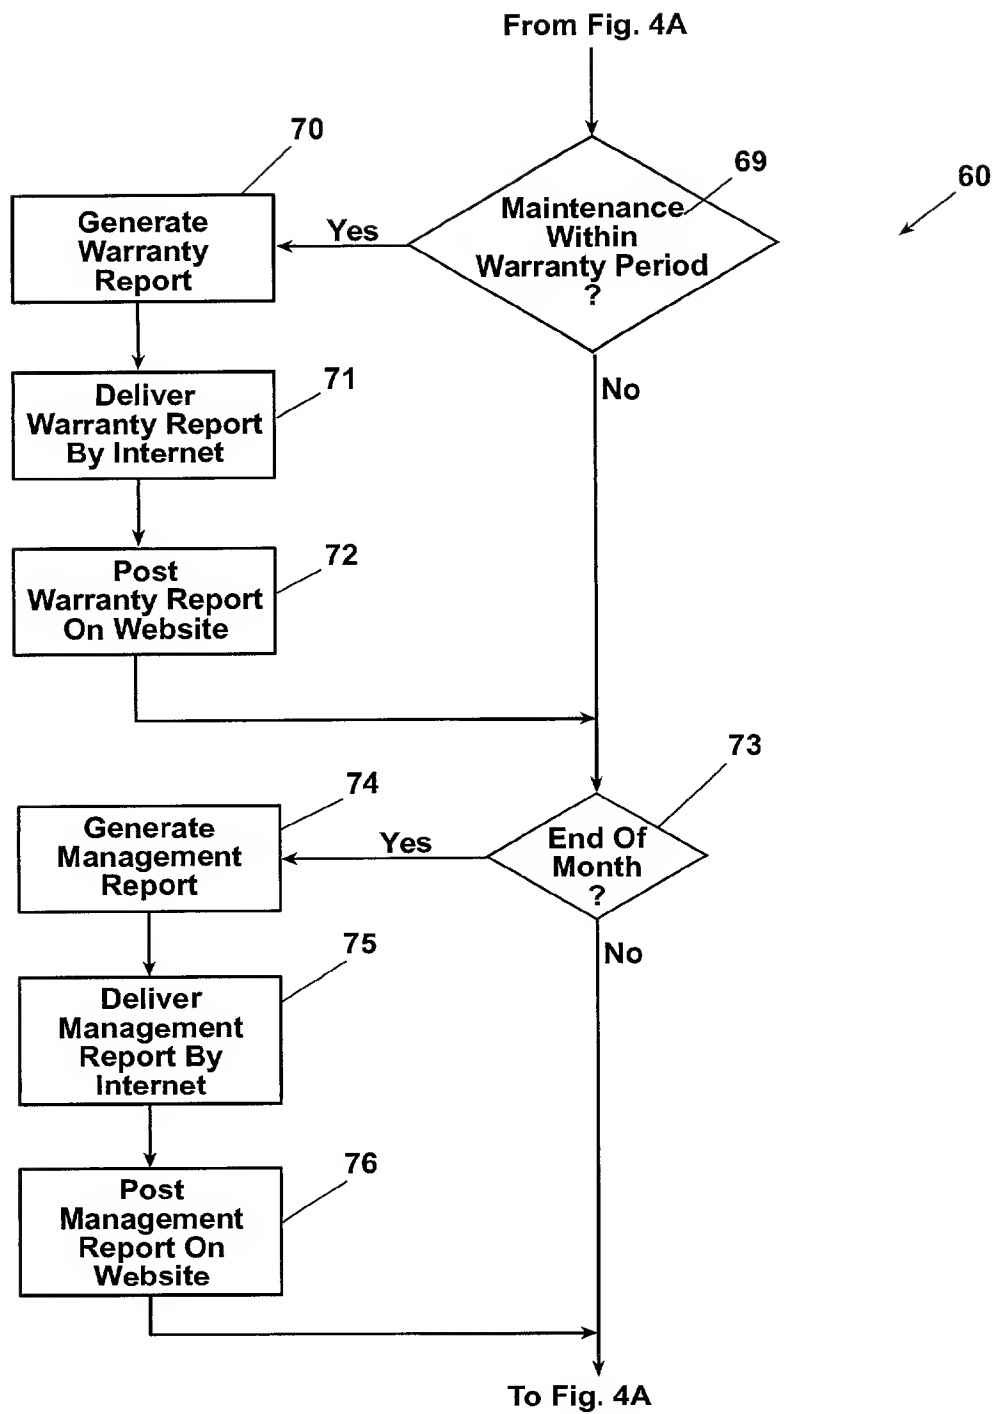 From Fig. 4A
70
69
60
Maintenance
Within
Warranty Period
?
Yes
Generate
Warranty
Report
71
Deliver
Warranty Report
By Internet
No
72
Post
Warranty Report
On Website
73
74
End Of
Month
?
Yes
Generate
Management
Report
No
75
Deliver
Management
Report By
Internet
76
Post
Management
Report On
Website
To Fig. 4A